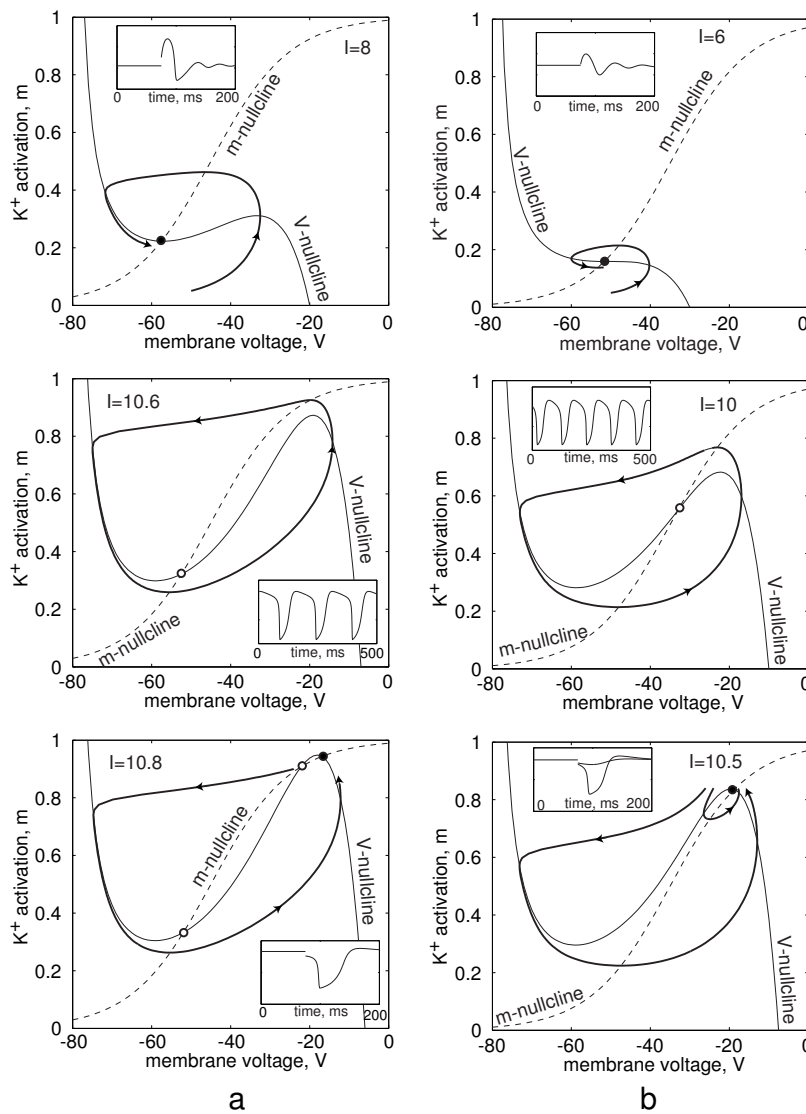 I=8
0 time, ms 200
m-nullcline
V-nullcline
K+ activation, m
1
0.8
0.6
0.4
0.2
0
-80 -60 -40 -20 0
membrane voltage, V
I=6
0 time, ms 200
m-nullcline
V-nullcline
K+ activation, m
1
0.8
0.6
0.4
0.2
0
-80 -60 -40 -20 0
membrane voltage, V
I=10.6
V-nullcline
m-nullcline
0 time, ms 500
K+ activation, m
1
0.8
0.6
0.4
0.2
0
-80 -60 -40 -20 0
membrane voltage, V
I=10
0 time, ms 500
V-nullcline
m-nullcline
K+ activation, m
1
0.8
0.6
0.4
0.2
0
-80 -60 -40 -20 0
membrane voltage, V
I=10.8
m-nullcline
V-nullcline
0 time, ms 200
K+ activation, m
1
0.8
0.6
0.4
0.2
0
-80 -60 -40 -20 0
membrane voltage, V
I=10.5
0 time, ms 200
V-nullcline
m-nullcline
K+ activation, m
1
0.8
0.6
0.4
0.2
0
-80 -60 -40 -20 0
membrane voltage, V
a
b